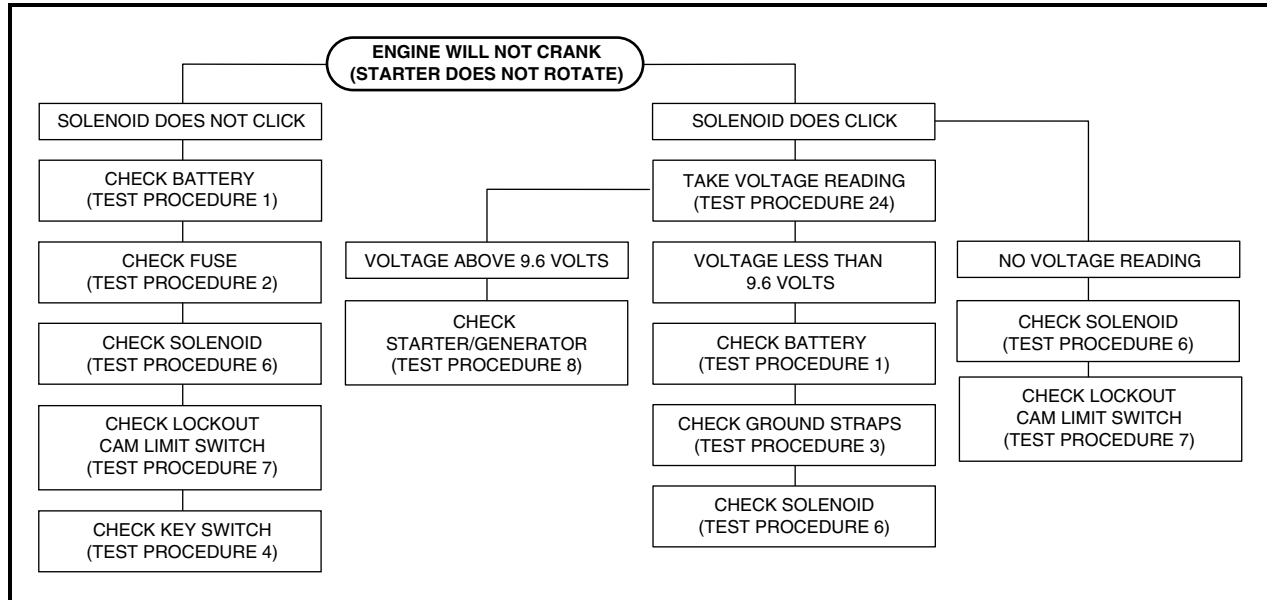 ENGINE WILL NOT CRANK
(STARTER DOES NOT ROTATE)
SOLENOID DOES NOT CLICK
CHECK BATTERY
(TEST PROCEDURE 1)
CHECK FUSE
(TEST PROCEDURE 2)
CHECK SOLENOID
(TEST PROCEDURE 6)
CHECK LOCKOUT
CAM LIMIT SWITCH
(TEST PROCEDURE 7)
CHECK KEY SWITCH
(TEST PROCEDURE 4)
SOLENOID DOES CLICK
TAKE VOLTAGE READING
(TEST PROCEDURE 24)
VOLTAGE ABOVE 9.6 VOLTS
CHECK
STARTER/GENERATOR
(TEST PROCEDURE 8)
VOLTAGE LESS THAN
9.6 VOLTS
CHECK BATTERY
(TEST PROCEDURE 1)
CHECK GROUND STRAPS
(TEST PROCEDURE 3)
CHECK SOLENOID
(TEST PROCEDURE 6)
NO VOLTAGE READING
CHECK SOLENOID
(TEST PROCEDURE 6)
CHECK LOCKOUT
CAM LIMIT SWITCH
(TEST PROCEDURE 7)